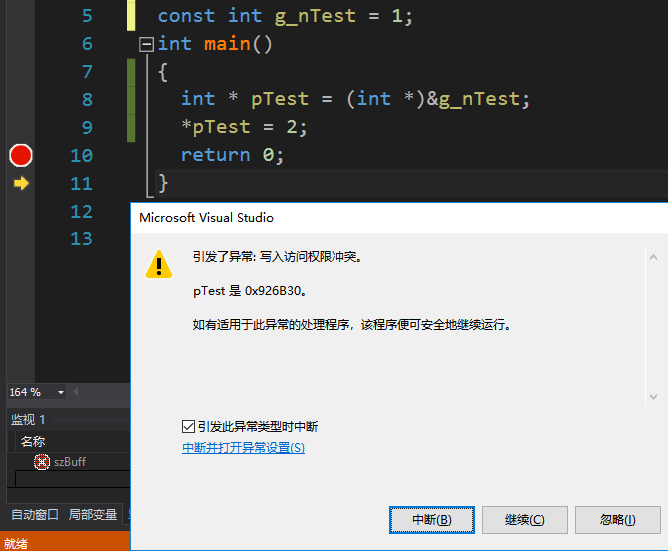 5 const int g_nTest = 1;
6 int main()
7 {
8 int * pTest = (int *)&g_nTest;
9 *pTest = 2;
10 return 0;
11 }
12
13
Microsoft Visual Studio
引发了异常: 写入访问权限冲突。
pTest 是 0x926B30。
如有适用于此异常的处理程序，该程序便可安全地继续运行。
引发此异常类型时中断
中断并打开异常设置(S)
中断(B) 继续(C) 忽略(I)
164 %
监视 1
名称
szBuff
自动窗口 局部变量
就绪